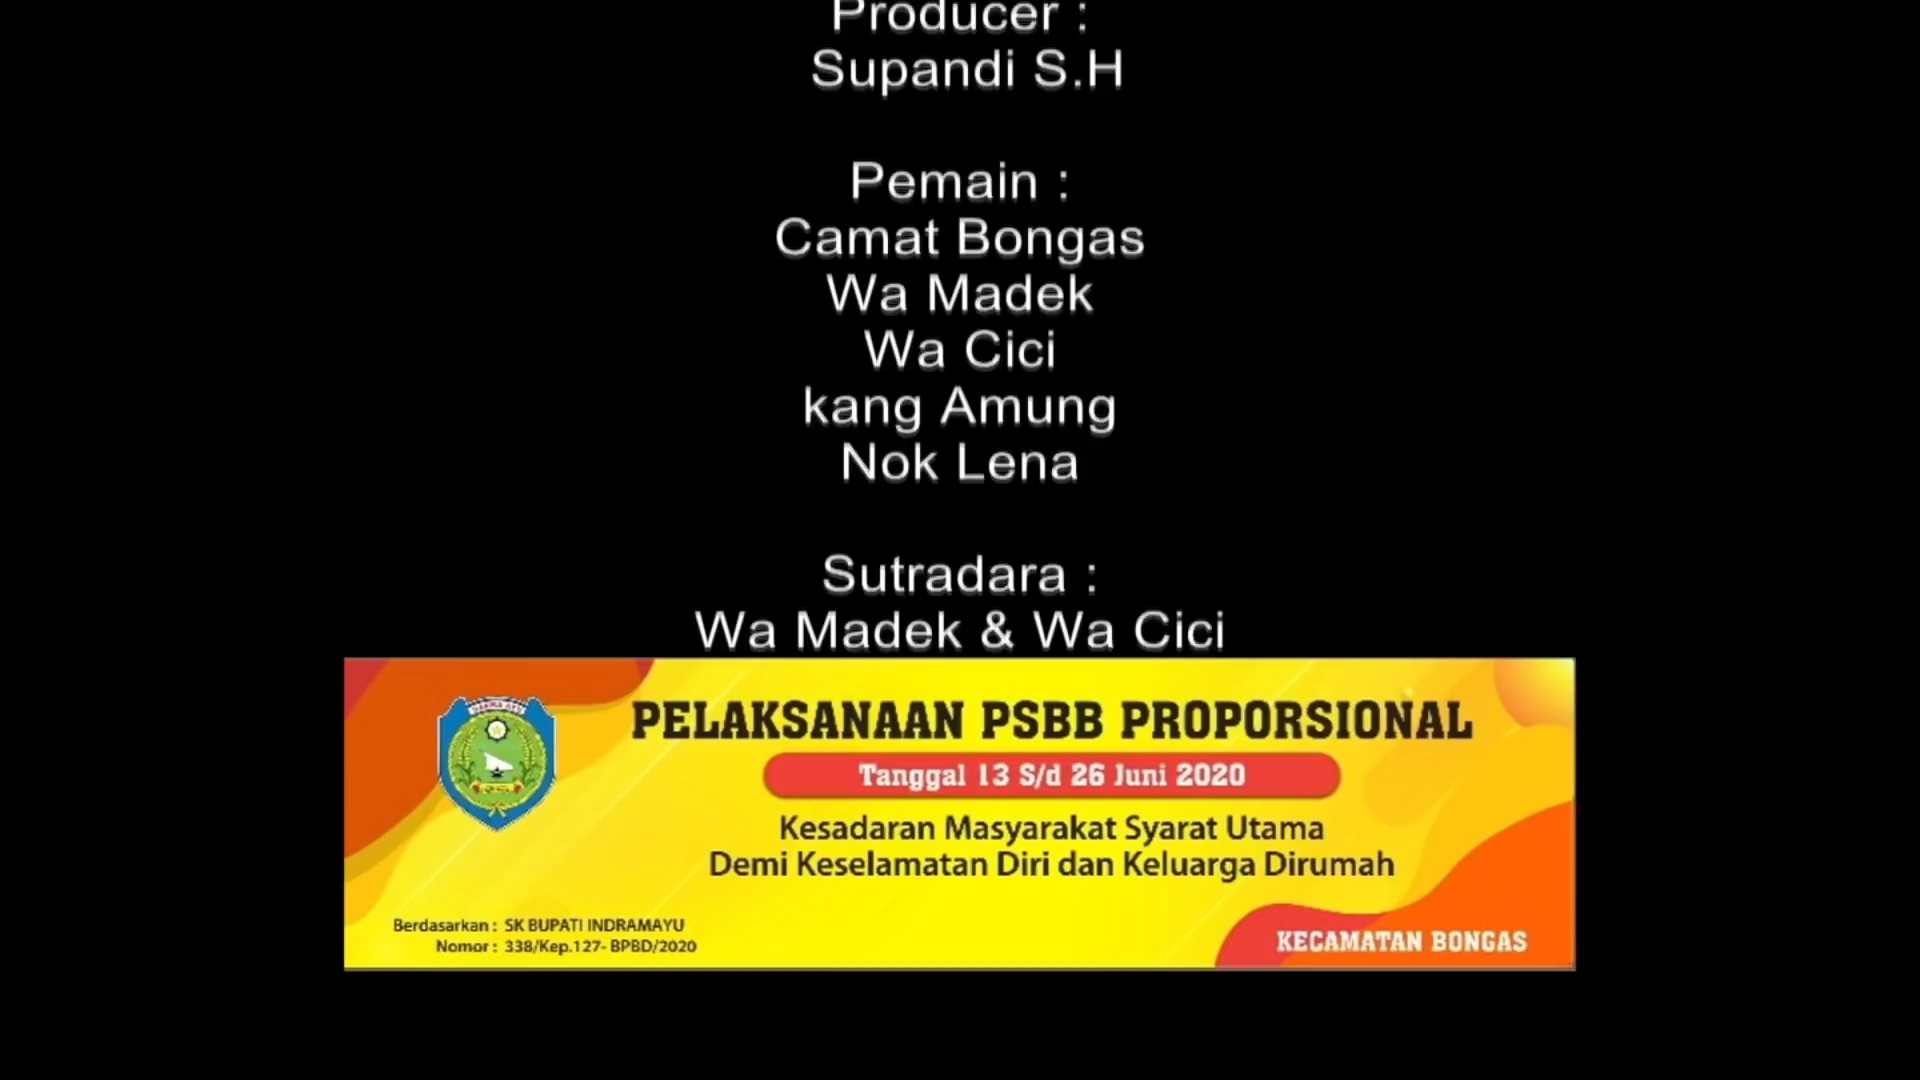 Producer :
Supandi S.H
Pemain :
Camat Bongas
Wa Madek
Wa Cici
kang Amung
Nok Lena
Sutradara :
Wa Madek & Wa Cici
PELAKSANAAN PSBB PROPORSIONAL
Tanggal 13 S/d 26 Juni 2020
Kesadaran Masyarakat Syarat Utama
Demi Keselamatan Diri dan Keluarga Dirumah
Berdasarkan : SK BUPATI INDRAMAYU
Nomor : 338/Kep.127- BPBD/2020
KECAMATAN BONGAS